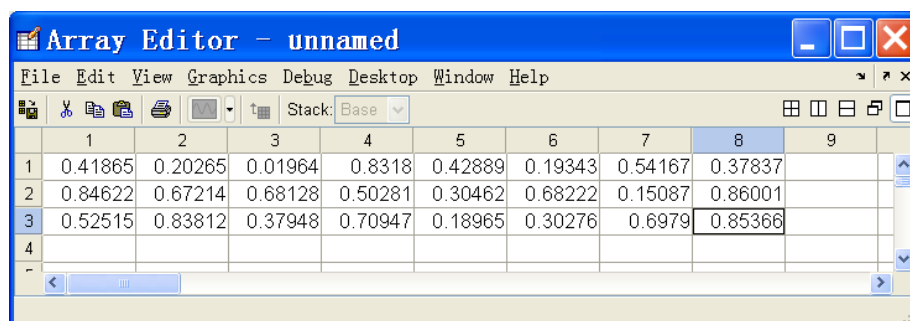 Array Editor - unnamed
File Edit View Graphics Debug Desktop Window Help
Stack: Base
1 2 3 4 5 6 7 8 9
1 0.41865 0.20265 0.01964 0.8318 0.42889 0.19343 0.54167 0.37837
2 0.84622 0.67214 0.68128 0.50281 0.30462 0.68222 0.15087 0.86001
3 0.52515 0.83812 0.37948 0.70947 0.18965 0.30276 0.6979 0.85366
4